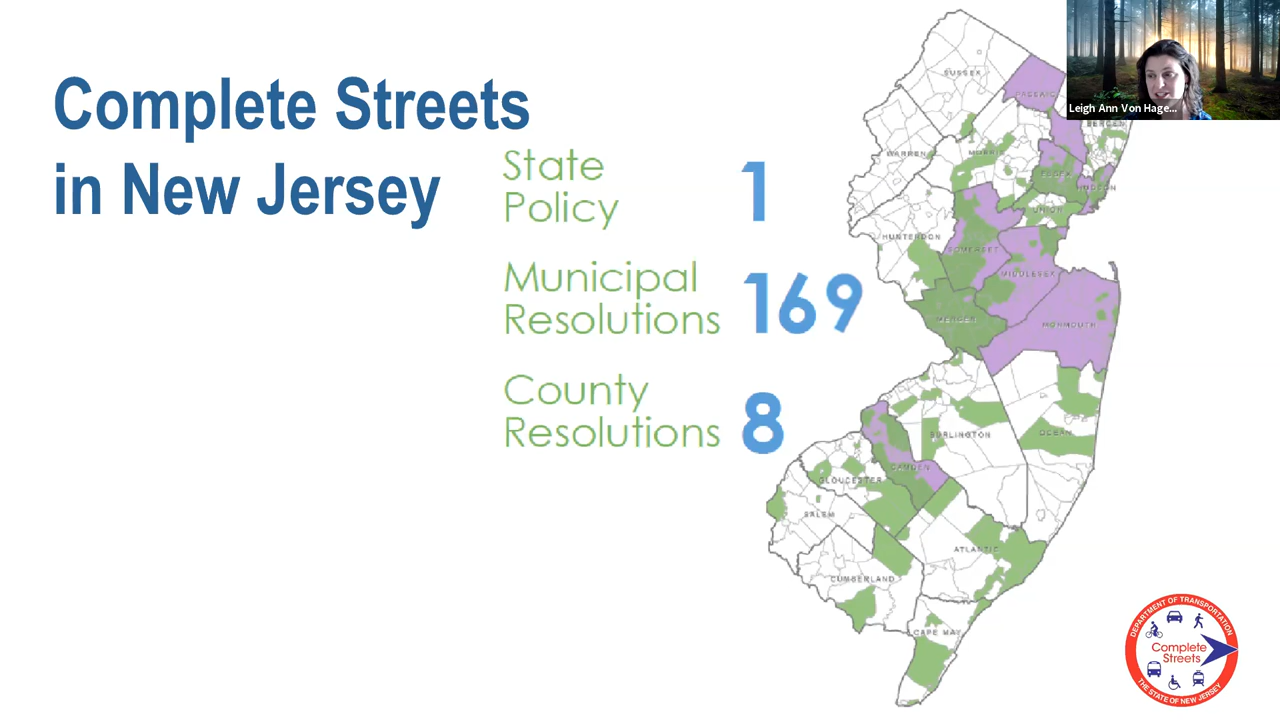 Complete Streets
in New Jersey
State
Policy
1
Municipal
Resolutions
169
County
Resolutions
8
Leigh Ann Von Hage...
SUSSEX
PASSAIC
BERGEN
WARREN
MORRIS
ESSEX
HUDSON
UNION
HUNTERDON
SOMERSET
MIDDLESEX
MERCER
MONMOUTH
BURLINGTON
OCEAN
CAMDEN
GLOUCESTER
SALEM
ATLANTIC
CUMBERLAND
CAPE MAY
DEPARTMENT OF TRANSPORTATION
Complete
Streets
THE STATE OF NEW JERSEY